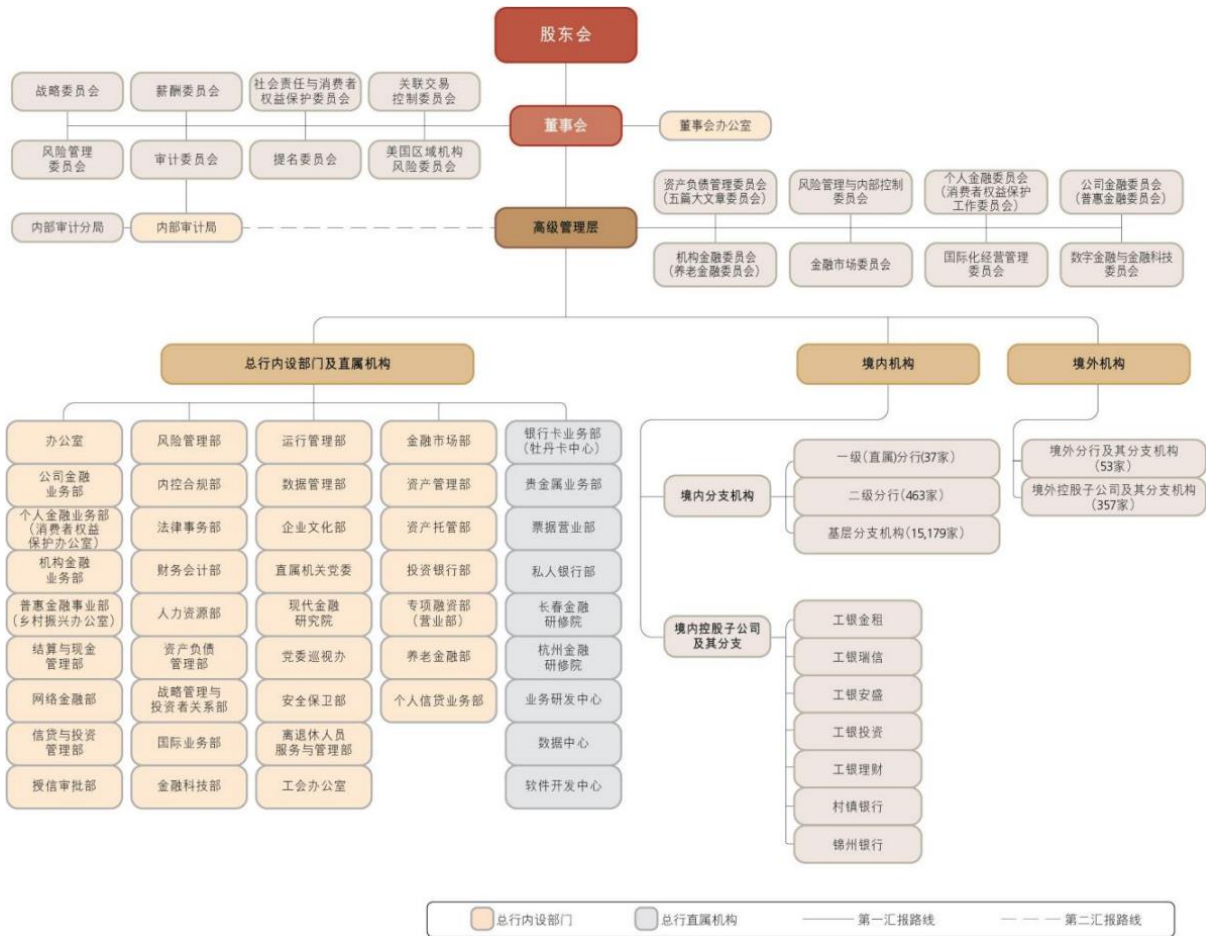 股东会
战略委员会
薪酬委员会
社会责任与消费者
权益保护委员会
关联交易
控制委员会
董事会
董事会办公室
风险管理
委员会
审计委员会
提名委员会
美国区域机构
风险委员会
资产负债管理委员会
(五篇大文章委员会)
风险管理与内部控制
委员会
个人金融委员会
(消费者权益保护
工作委员会)
公司金融委员会
(普惠金融委员会)
内部审计分局
内部审计局
高级管理层
机构金融委员会
(养老金融委员会)
金融市场委员会
国际化经营管理
委员会
数字金融与金融科技
委员会
总行内设部门及直属机构
境内机构
境外机构
办公室
公司金融
业务部
个人金融业务部
(消费者权益
保护办公室)
机构金融
业务部
普惠金融事业部
(乡村振兴办公室)
结算与现金
管理部
网络金融部
信贷与投资
管理部
授信审批部
风险管理部
内控合规部
法律事务部
财务会计部
人力资源部
资产负债
管理部
战略管理与
投资者关系部
国际业务部
金融科技部
运行管理部
数据管理部
企业文化部
直属机关党委
现代金融
研究院
党委巡视办
安全保卫部
离退休人员
服务与管理部
工会办公室
金融市场部
资产管理部
资产托管部
投资银行部
专项融资部
(营业部)
养老金融部
个人信贷业务部
银行卡业务部
(牡丹卡中心)
贵金属业务部
票据营业部
私人银行部
长春金融
研修院
杭州金融
研修院
业务研发中心
数据中心
软件开发中心
境内分支机构
一级(直属)分行(37家)
二级分行(463家)
基层分支机构(15,179家)
境内控股子公司
及其分支
工银金租
工银瑞信
工银安盛
工银投资
工银理财
村镇银行
锦州银行
境外分行及其分支机构
(53家)
境外控股子公司及其分支机构
(357家)
总行内设部门
总行直属机构
第一汇报路线
第二汇报路线